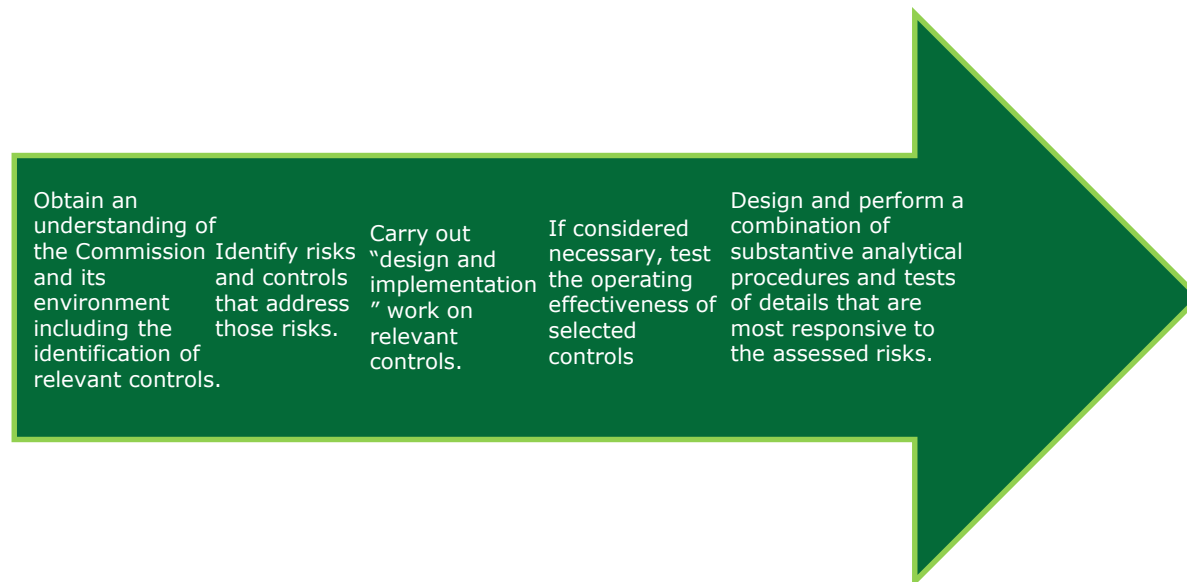 Obtain an
understanding of
the Commission
and its
environment
including the
identification of
relevant controls.
Identify risks
and controls
that address
those risks.
Carry out
“design and
implementation
” work on
relevant
controls.
If considered
necessary, test
the operating
effectiveness of
selected
controls
Design and perform a
combination of
substantive analytical
procedures and tests
of details that are
most responsive to
the assessed risks.